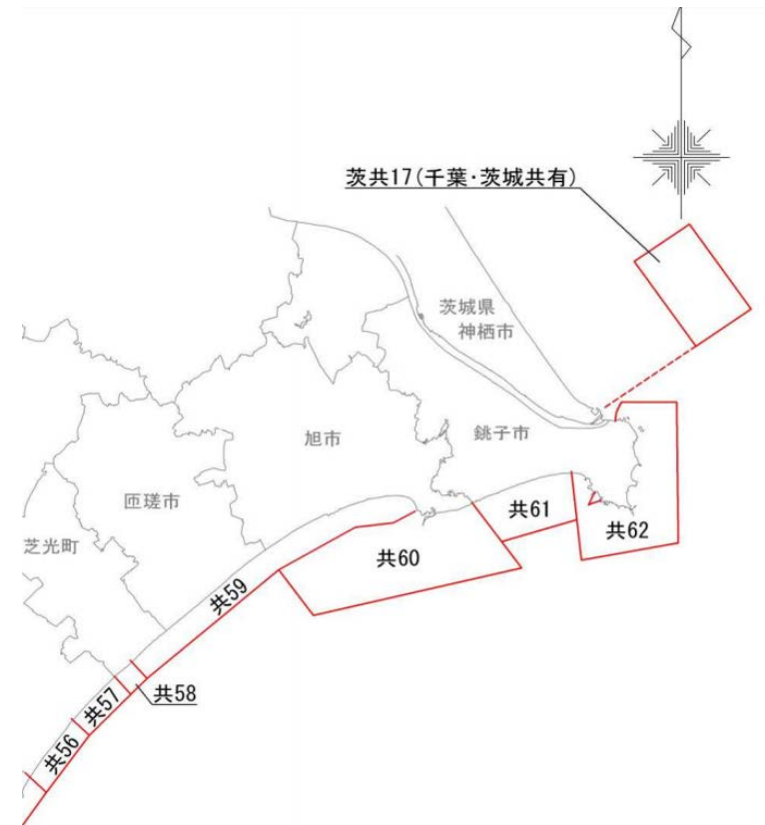 茨共17(千葉・茨城共有)
茨城県
神栖市
銚子市
旭市
匝瑳市
芝光町
共61
共62
共60
共59
共58
共57
共56